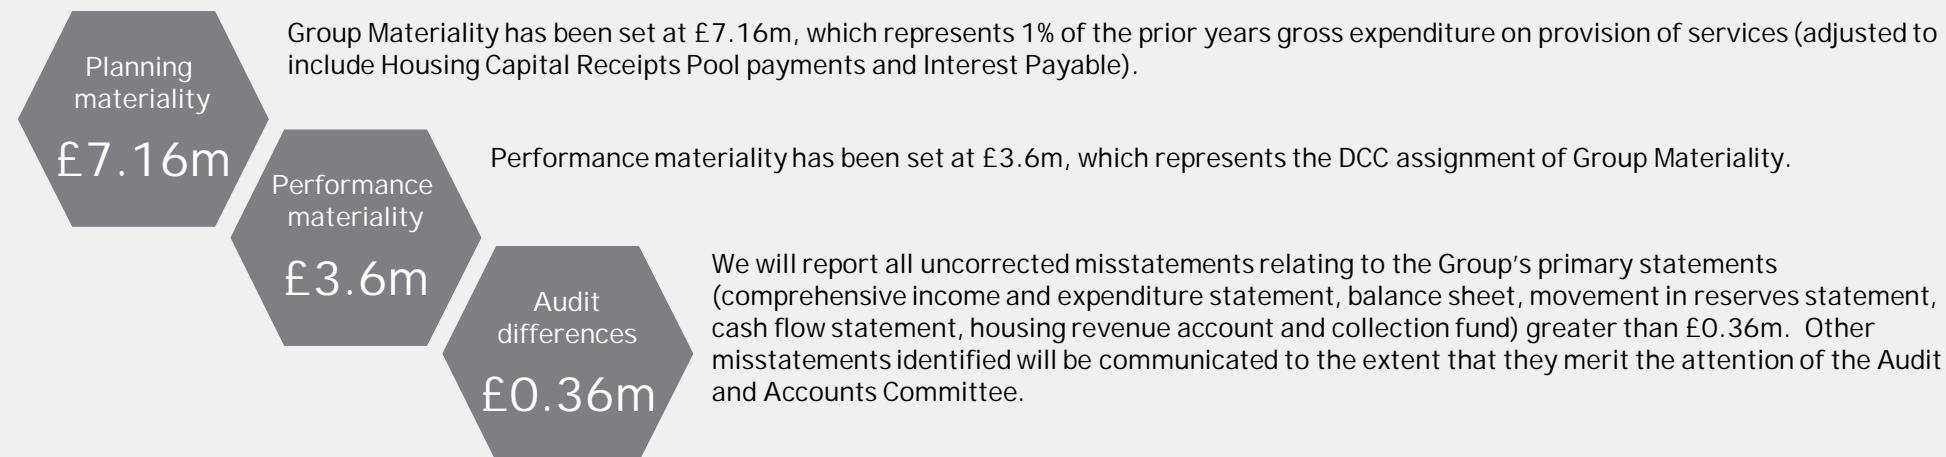 Planning
materiality
£7.16m
Group Materiality has been set at £7.16m, which represents 1% of the prior years gross expenditure on provision of services (adjusted to
include Housing Capital Receipts Pool payments and Interest Payable).
Performance
materiality
£3.6m
Performance materiality has been set at £3.6m, which represents the DCC assignment of Group Materiality.
Audit
differences
£0.36m
We will report all uncorrected misstatements relating to the Group’s primary statements
(comprehensive income and expenditure statement, balance sheet, movement in reserves statement,
cash flow statement, housing revenue account and collection fund) greater than £0.36m.  Other
misstatements identified will be communicated to the extent that they merit the attention of the Audit
and Accounts Committee.